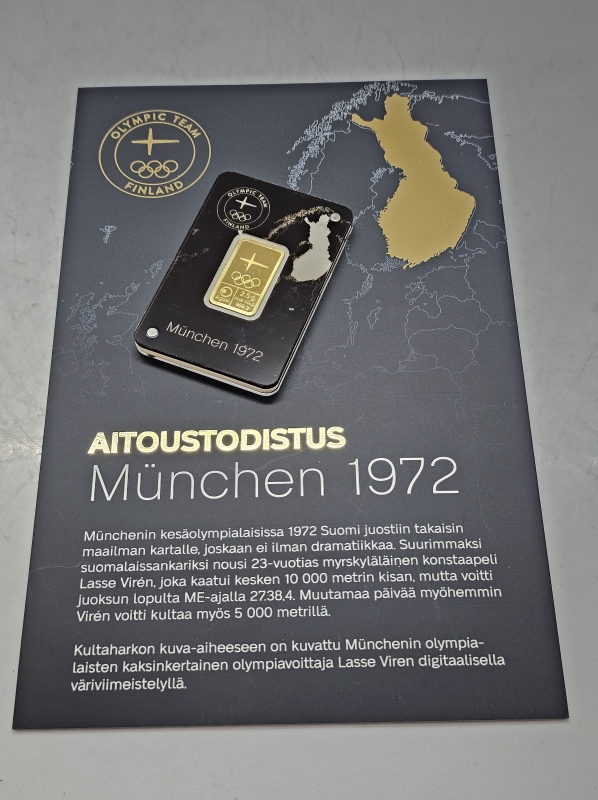 OLYMPIC TEAM
FINLAND
OLYMPIC TEAM
FINLAND
München 1972
AITOUSTODISTUS
München 1972
Münchenin kesäolympialaisissa 1972 Suomi juostiin takaisin
maailman kartalle, joskaan ei ilman dramatiikkaa. Suurimmaksi
suomalaissankariksi nousi 23-vuotias myrskyläläinen konstaapeli
Lasse Virén, joka kaatui kesken 10 000 metrin kisan, mutta voitti
juoksun lopulta ME-ajalla 27.38,4. Muutamaa päivää myöhemmin
Virén voitti kultaa myös 5 000 metrillä.
Kultaharkon kuva-aiheeseen on kuvattu Münchenin olympia-
laisten kaksinkertainen olympiavoittaja Lasse Viren digitaalisella
väriviimeistelyllä.